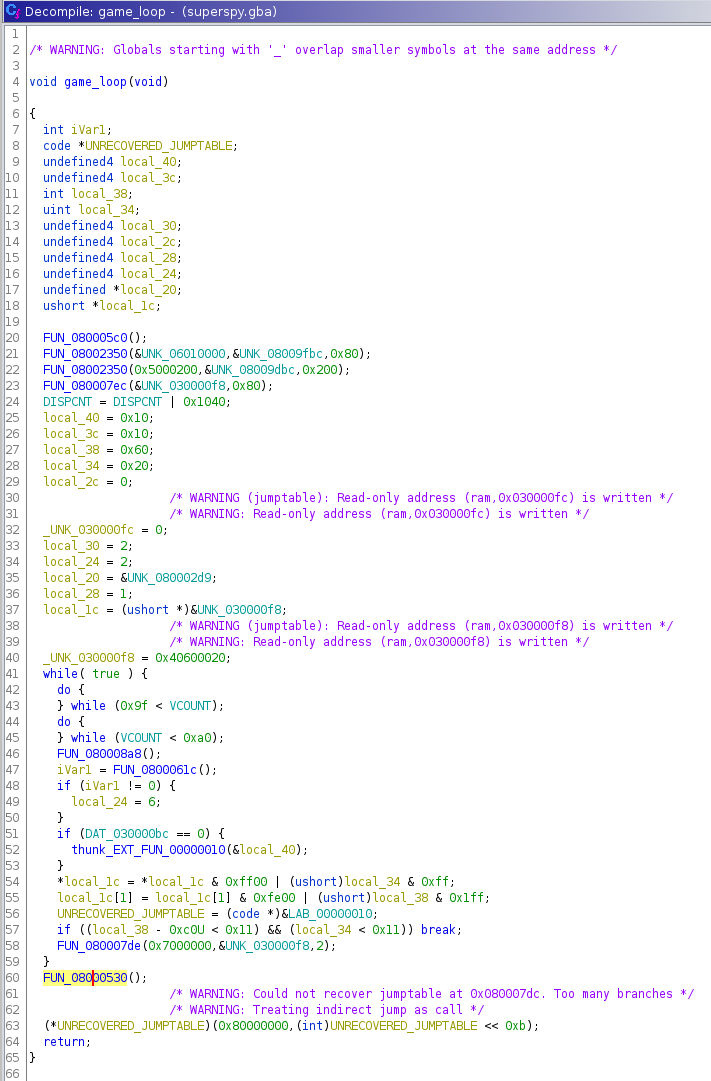 Decompile: game_loop - (superspy.gba)
1
2 /* WARNING: Globals starting with '_' overlap smaller symbols at the same address */
3
4 void game_loop(void)
5
6 {
7 int iVar1;
8 code *UNRECOVERED_JUMPTABLE;
9 undefined4 local_40;
10 undefined4 local_3c;
11 int local_38;
12 uint local_34;
13 undefined4 local_30;
14 undefined4 local_2c;
15 undefined4 local_28;
16 undefined4 local_24;
17 undefined *local_20;
18 ushort *local_1c;
19
20 FUN_080005c0();
21 FUN_08002350(&UNK_06010000,&UNK_08009fbc,0x80);
22 FUN_08002350(0x5000200,&UNK_08009dbc,0x200);
23 FUN_080007ec(&UNK_030000f8,0x80);
24 DISPCNT = DISPCNT | 0x1040;
25 local_40 = 0x10;
26 local_3c = 0x10;
27 local_38 = 0x60;
28 local_34 = 0x20;
29 local_2c = 0;
30 /* WARNING (jumptable): Read-only address (ram,0x030000fc) is written */
31 /* WARNING: Read-only address (ram,0x030000fc) is written */
32 _UNK_030000fc = 0;
33 local_30 = 2;
34 local_24 = 2;
35 local_20 = &UNK_080002d9;
36 local_28 = 1;
37 local_1c = (ushort *)&UNK_030000f8;
38 /* WARNING (jumptable): Read-only address (ram,0x030000f8) is written */
39 /* WARNING: Read-only address (ram,0x030000f8) is written */
40 _UNK_030000f8 = 0x40600020;
41 while( true ) {
42 do {
43 } while (0x9f < VCOUNT);
44 do {
45 } while (VCOUNT < 0xa0);
46 FUN_080008a8();
47 iVar1 = FUN_0800061c();
48 if (iVar1 != 0) {
49 local_24 = 6;
50 }
51 if (DAT_030000bc == 0) {
52 thunk_EXT_FUN_00000010(&local_40);
53 }
54 *local_1c = *local_1c & 0xff00 | (ushort)local_34 & 0xff;
55 local_1c[1] = local_1c[1] & 0xfe00 | (ushort)local_38 & 0x1ff;
56 UNRECOVERED_JUMPTABLE = (code *)&LAB_00000010;
57 if ((local_38 - 0xc0U < 0x11) && (local_34 < 0x11)) break;
58 FUN_080007de(0x7000000,&UNK_030000f8,2);
59 }
60 FUN_08000530();
61 /* WARNING: Could not recover jumptable at 0x080007dc. Too many branches */
62 /* WARNING: Treating indirect jump as call */
63 (*UNRECOVERED_JUMPTABLE)(0x80000000,(int)UNRECOVERED_JUMPTABLE << 0xb);
64 return;
65 }
66